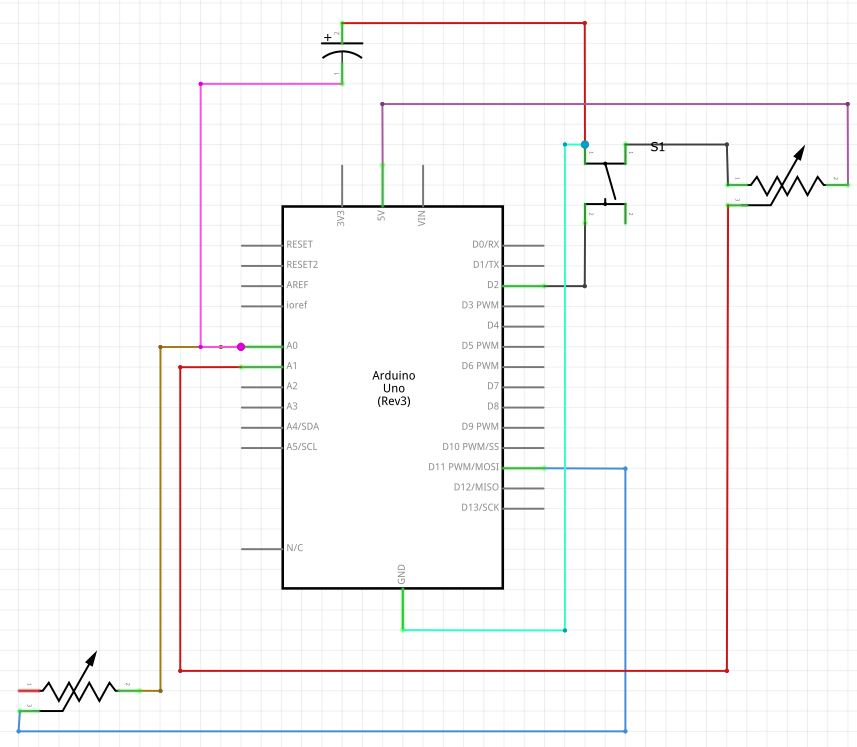 +
S1
3V3
5V
VIN
RESET
D0/RX
RESET2
D1/TX
AREF
D2
ioref
D3 PWM
D4
A0
D5 PWM
A1
D6 PWM
Arduino
Uno
(Rev3)
A2
D7
A3
D8
A4/SDA
D9 PWM
A5/SCL
D10 PWM/SS
D11 PWM/MOSI
D12/MISO
D13/SCK
N/C
GND